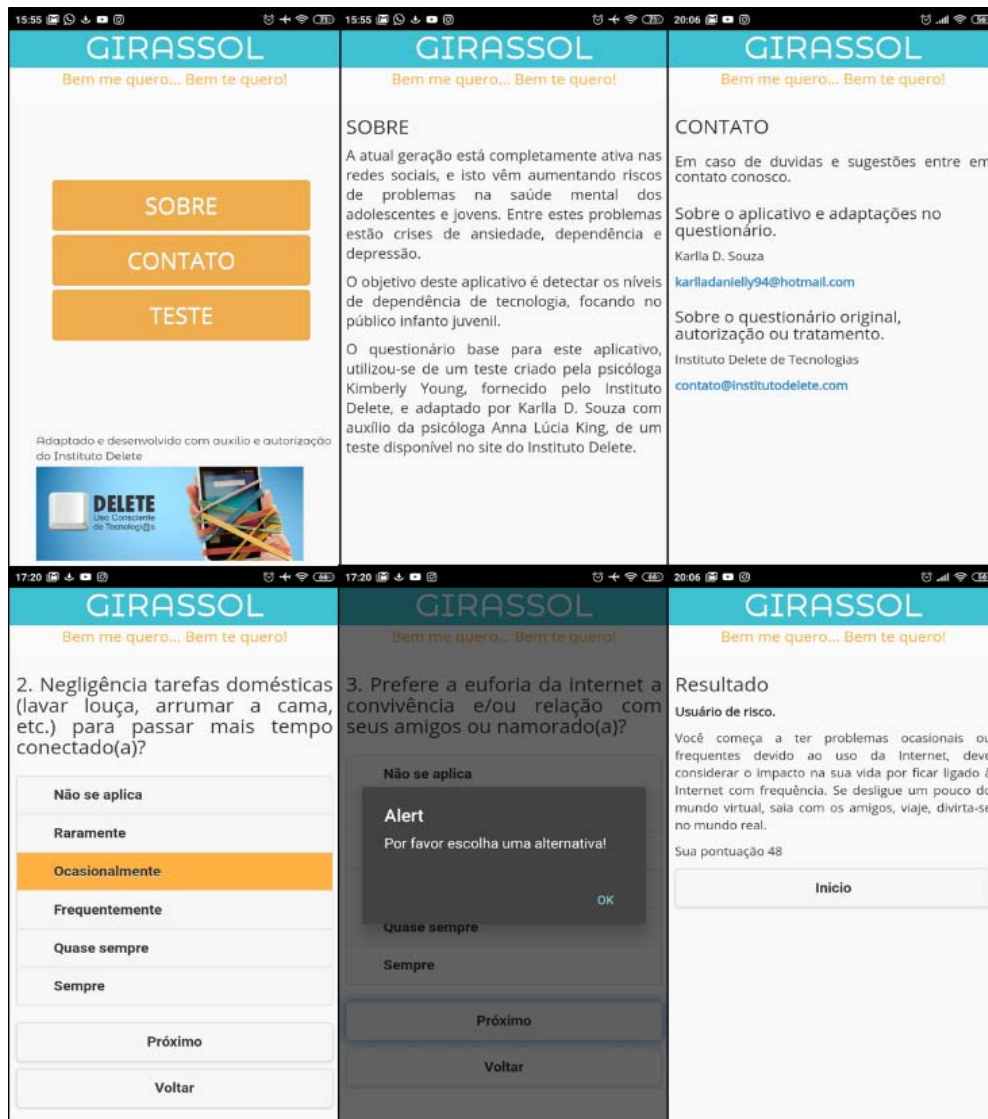 15:55
71
GIRASSOL
Bem me quero... Bem te quero!
SOBRE
CONTATO
TESTE
Adaptado e desenvolvido com auxilio e autorização
do Instituto Delete
DELETE
Uso Consciente
de Tecnologi@s
15:55
71
GIRASSOL
Bem me quero... Bem te quero!
SOBRE
A atual geração está completamente ativa nas
redes sociais, e isto vêm aumentando riscos
de problemas na saúde mental dos
adolescentes e jovens. Entre estes problemas
estão crises de ansiedade, dependência e
depressão.
O objetivo deste aplicativo é detectar os níveis
de dependência de tecnologia, focando no
público infanto juvenil.
O questionário base para este aplicativo,
utilizou-se de um teste criado pela psicóloga
Kimberly Young, fornecido pelo Instituto
Delete, e adaptado por Karlla D. Souza com
auxílio da psicóloga Anna Lúcia King, de um
teste disponível no site do Instituto Delete.
20:06
GIRASSOL
Bem me quero... Bem te quero!
CONTATO
Em caso de duvidas e sugestões entre em
contato conosco.
Sobre o aplicativo e adaptações no
questionário.
Karlla D. Souza
karlladanielly94@hotmail.com
Sobre o questionário original,
autorização ou tratamento.
Instituto Delete de Tecnologias
contato@institutodelete.com
17:20
GIRASSOL
Bem me quero... Bem te quero!
2. Negligência tarefas domésticas
(lavar louça, arrumar a cama,
etc.) para passar mais tempo
conectado(a)?
Não se aplica
Raramente
Ocasionalmente
Frequentemente
Quase sempre
Sempre
Próximo
Voltar
17:20
GIRASSOL
Bem me quero... Bem te quero!
3. Prefere a euforia da internet a
convivência e/ou relação com
seus amigos ou namorado(a)?
Não se aplica
Alert
Por favor escolha uma alternativa!
OK
Quase sempre
Sempre
Próximo
Voltar
20:06
GIRASSOL
Bem me quero... Bem te quero!
Resultado
Usuário de risco.
Você começa a ter problemas ocasionais ou
frequentes devido ao uso da Internet, deve
considerar o impacto na sua vida por ficar ligado à
Internet com frequência. Se desligue um pouco do
mundo virtual, saia com os amigos, viaje, divirta-se
no mundo real.
Sua pontuação 48
Inicio